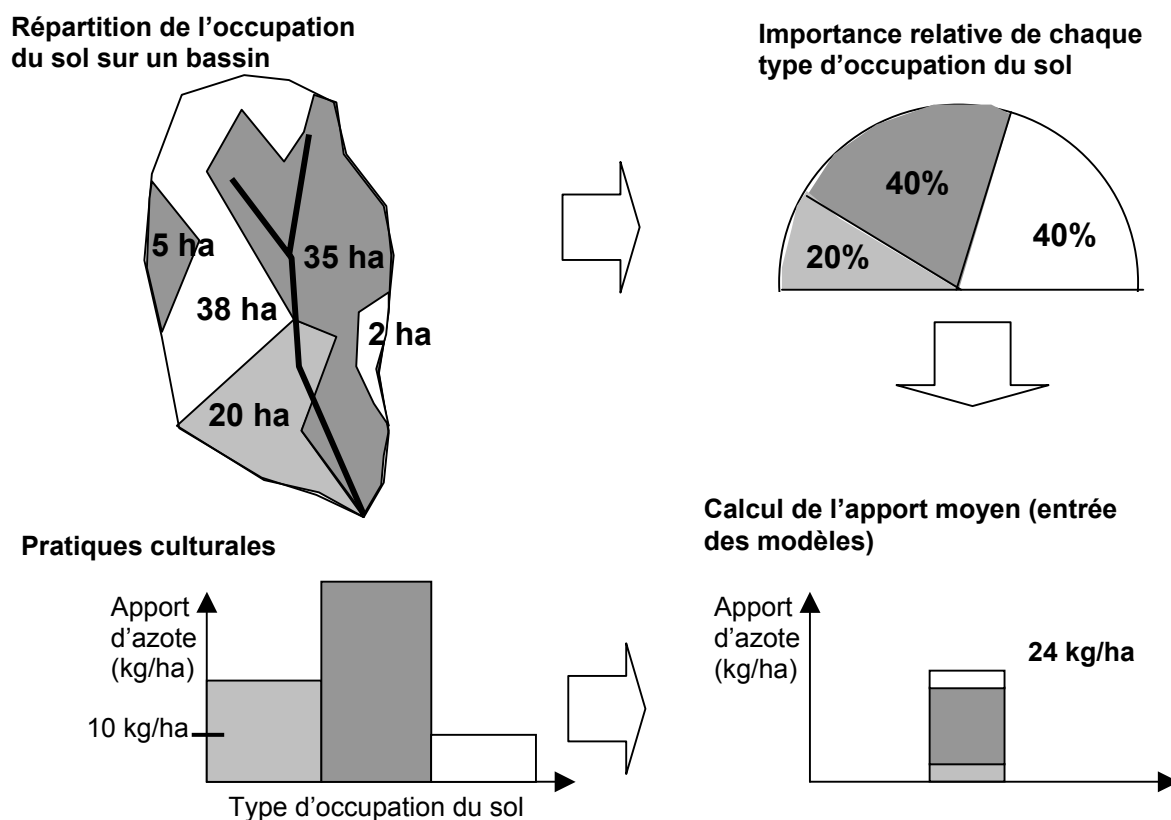 Répartition de l’occupation
du sol sur un bassin
5 ha
35 ha
38 ha
2 ha
20 ha
Importance relative de chaque
type d’occupation du sol
40%
40%
20%
Pratiques culturales
Apport
d’azote
(kg/ha)
10 kg/ha
Type d’occupation du sol
Calcul de l’apport moyen (entrée
des modèles)
Apport
d’azote
(kg/ha)
24 kg/ha